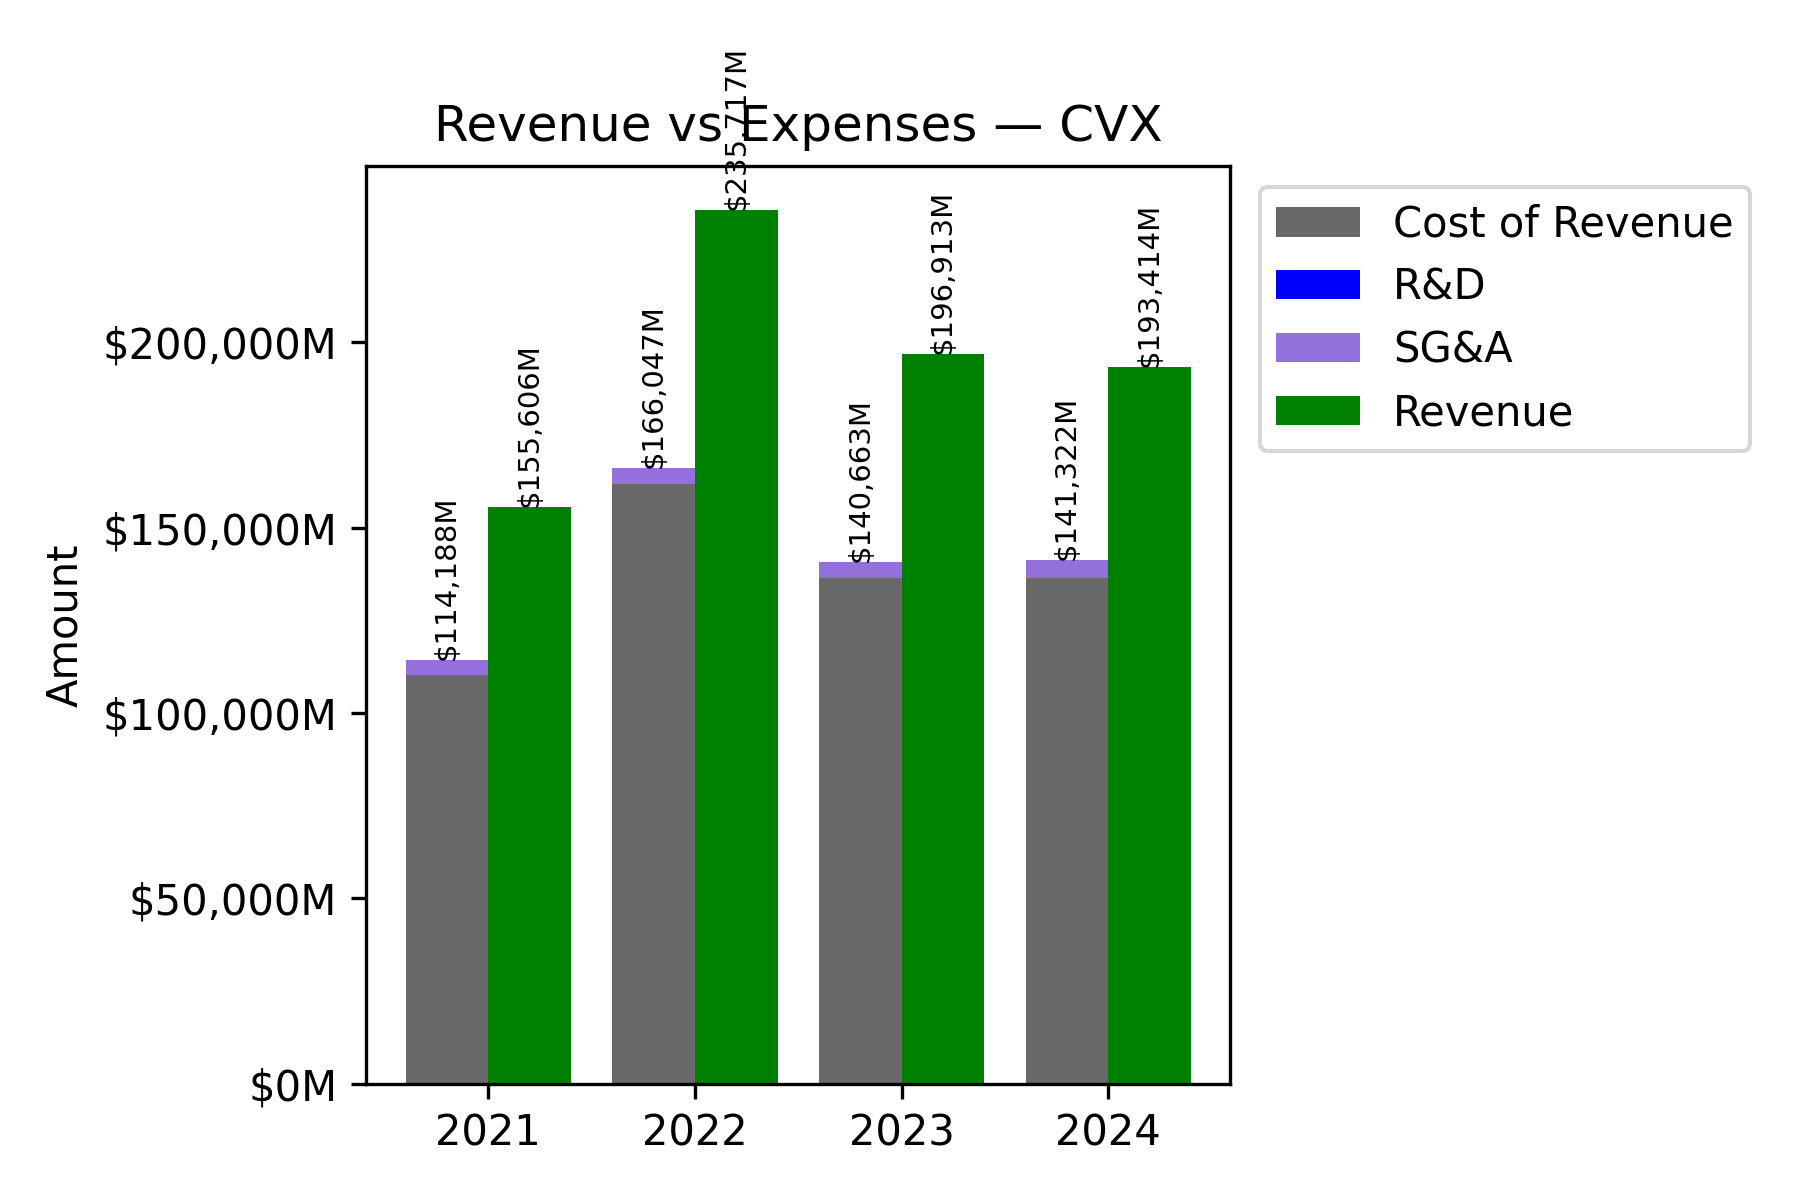 Revenue vs Expenses — CVX
Amount
$200,000M
$150,000M
$100,000M
$50,000M
$0M
$114,188M
$155,606M
$166,047M
$235,717M
$140,663M
$196,913M
$141,322M
$193,414M
2021
2022
2023
2024
Cost of Revenue
R&D
SG&A
Revenue